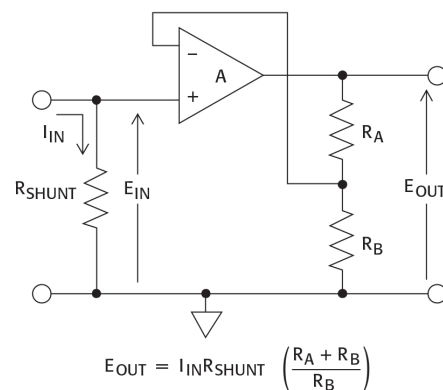 −
A
+
I_IN
R_SHUNT
E_IN
R_A
R_B
E_OUT
E_OUT = I_IN R_SHUNT ( (R_A + R_B) / R_B )